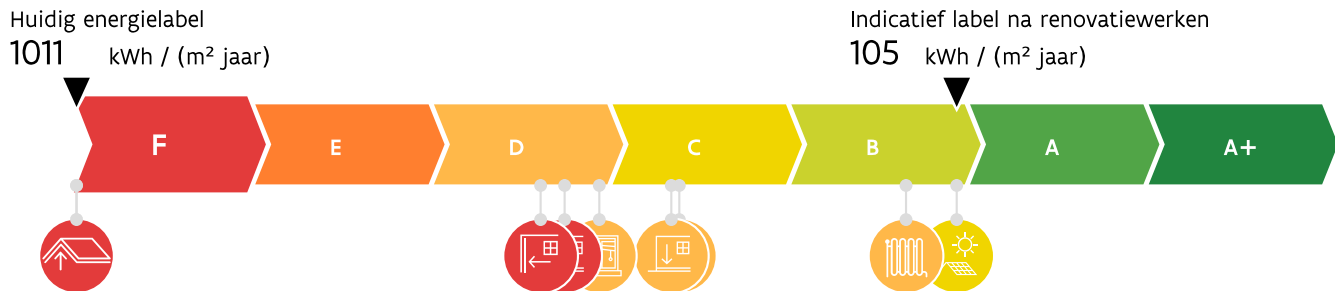 Huidig energielabel
1011 kWh / (m² jaar)
Indicatief label na renovatiewerken
105 kWh / (m² jaar)
F E D C B A A+